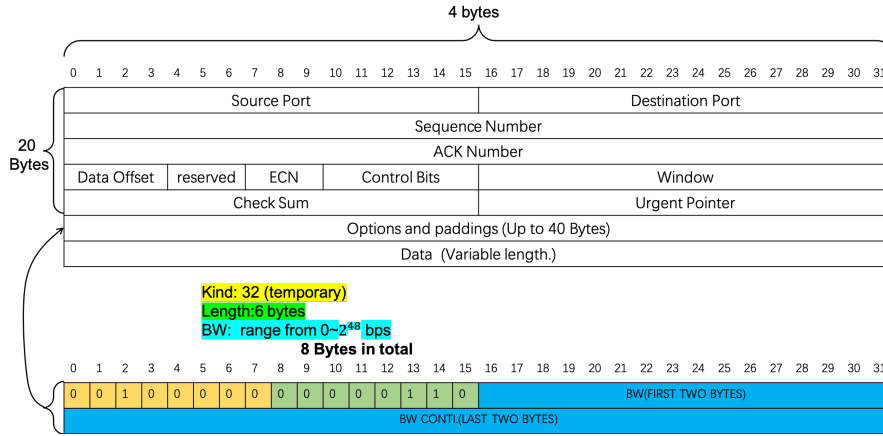 4 bytes
0 1 2 3 4 5 6 7 8 9 10 11 12 13 14 15 16 17 18 19 20 21 22 23 24 25 26 27 28 29 30 31
Source Port Destination Port
Sequence Number
20
Bytes
ACK Number
Data Offset reserved ECN Control Bits Window
Check Sum Urgent Pointer
Options and paddings (Up to 40 Bytes)
Data (Variable length.)
Kind: 32 (temporary)
Length:6 bytes
BW: range from 0~2⁴⁸ bps
8 Bytes in total
0 1 2 3 4 5 6 7 8 9 10 11 12 13 14 15 16 17 18 19 20 21 22 23 24 25 26 27 28 29 30 31
0 0 1 0 0 0 0 0 0 0 0 0 0 1 1 0 BW(FIRST TWO BYTES)
BW CONTI.(LAST TWO BYTES)